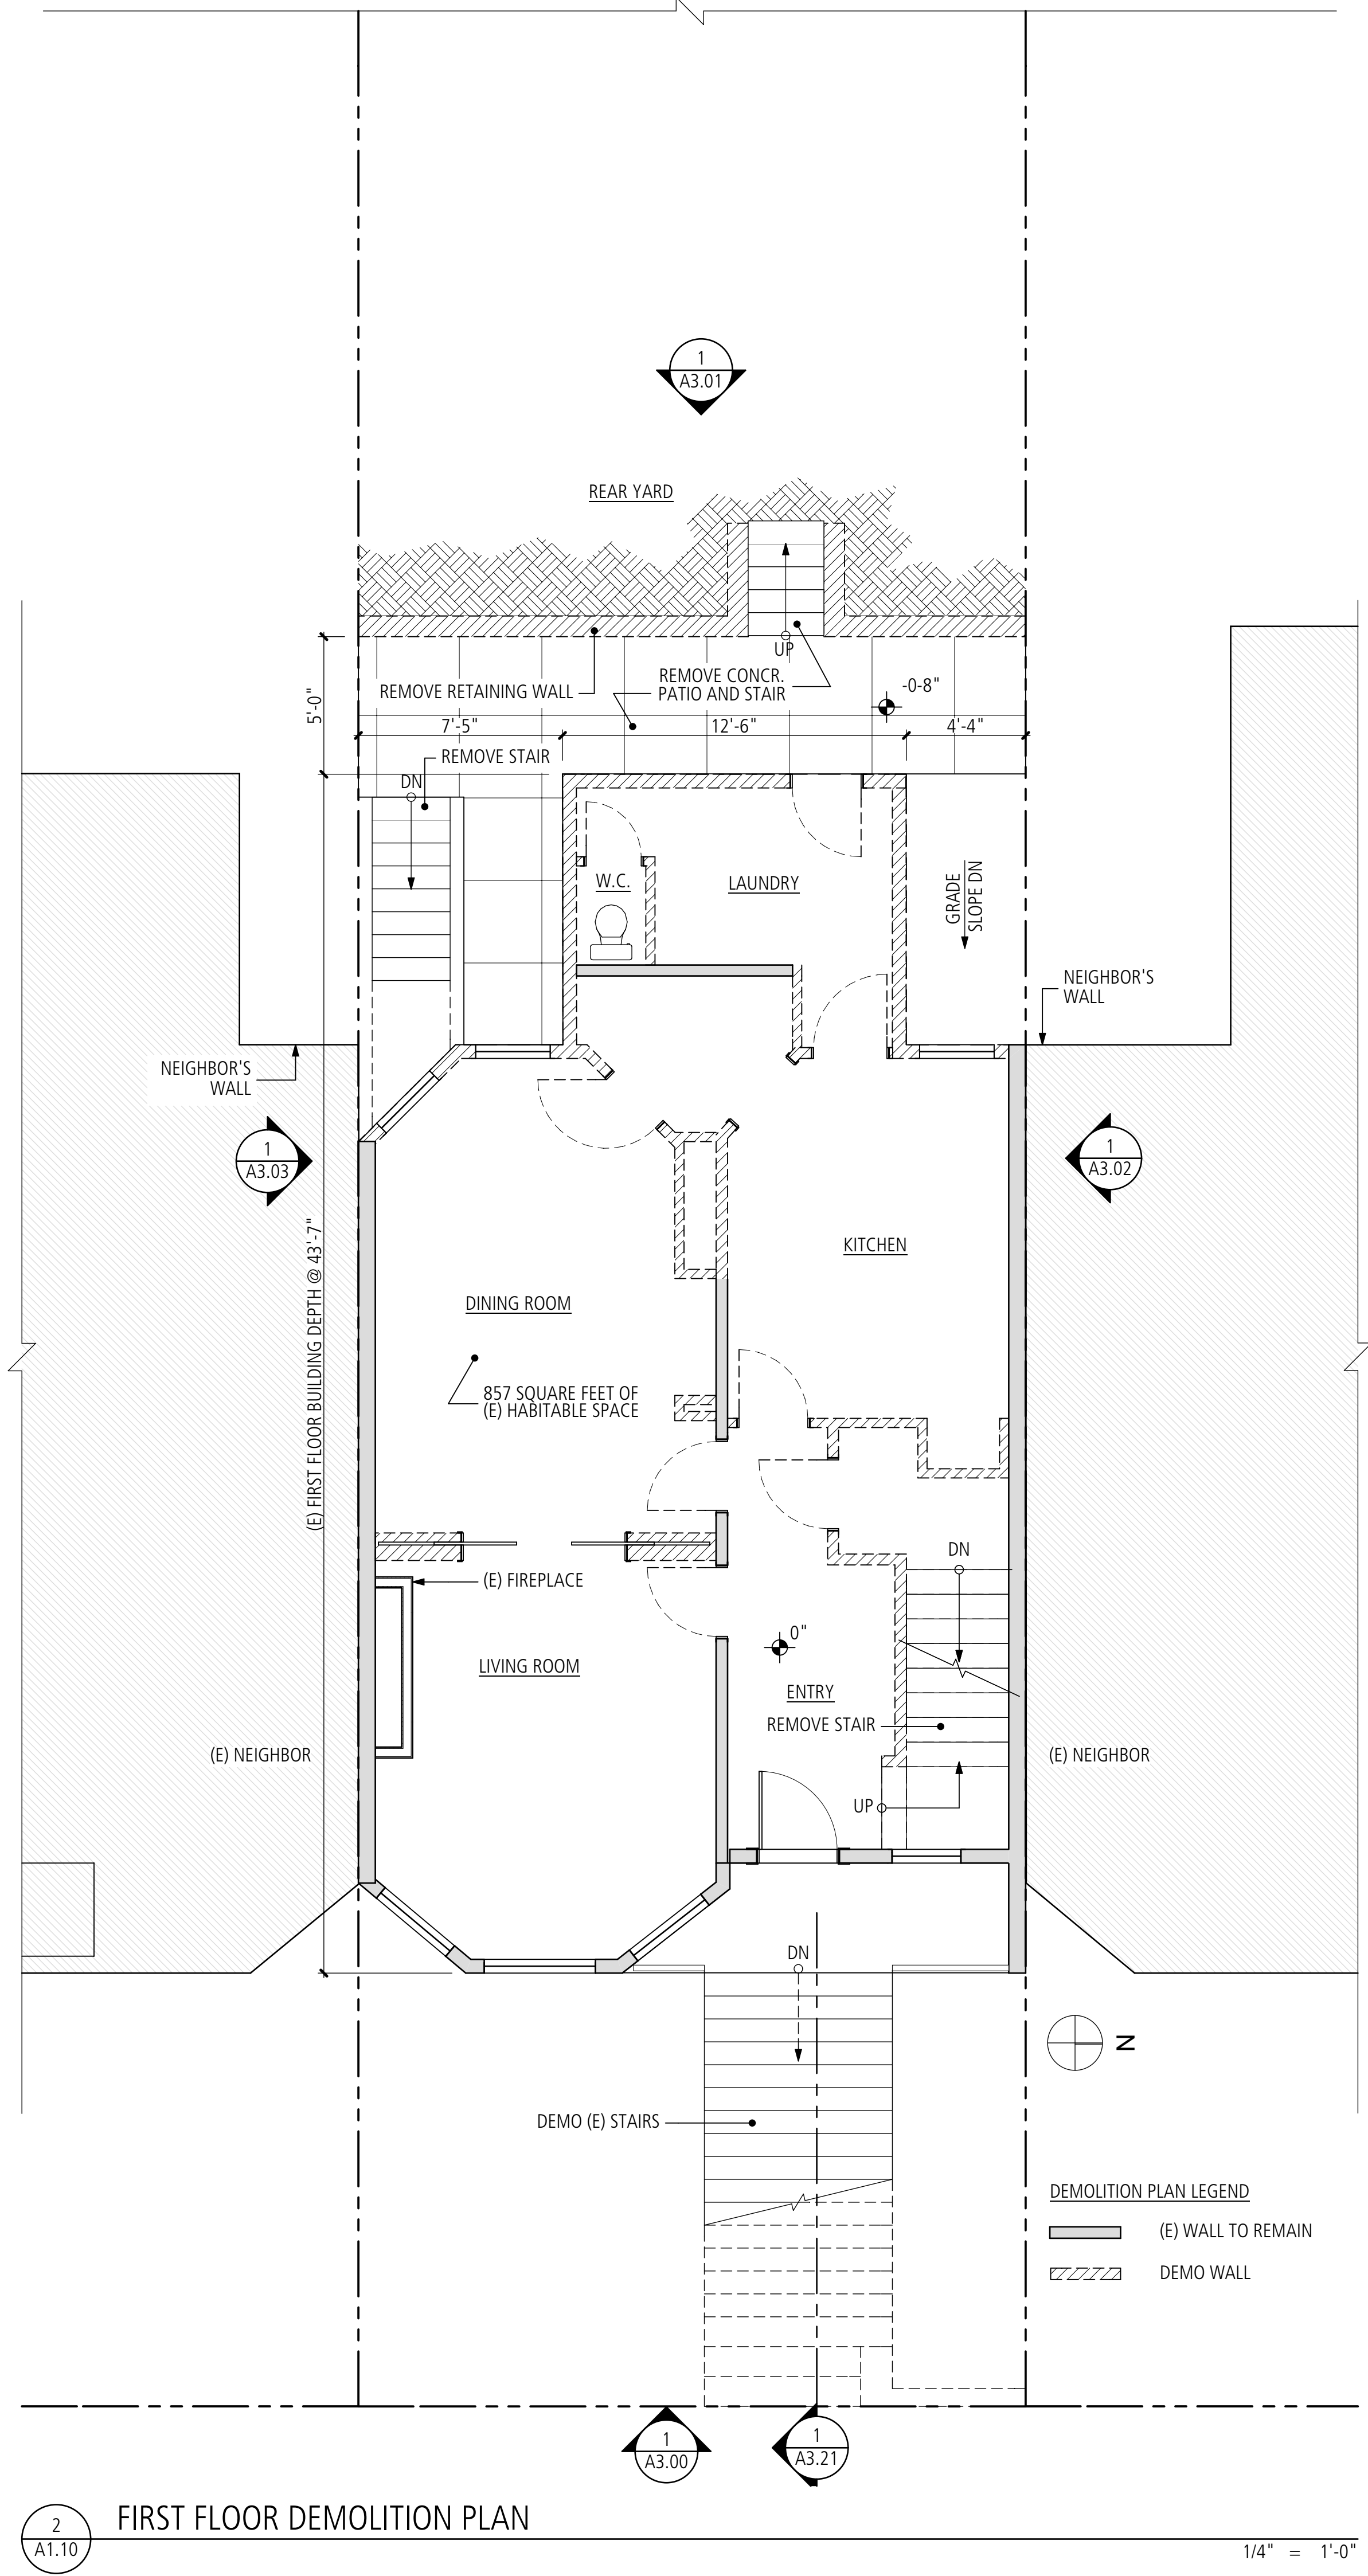 1
A3.01
REAR YARD
UP
REMOVE CONCR.
PATIO AND STAIR
REMOVE RETAINING WALL
-0-8"
5'-0"
7'-5"
12'-6"
4'-4"
REMOVE STAIR
DN
W.C.
LAUNDRY
GRADE
SLOPE DN
NEIGHBOR'S
WALL
NEIGHBOR'S
WALL
1
A3.03
1
A3.02
KITCHEN
DINING ROOM
(E) FIRST FLOOR BUILDING DEPTH @ 43'-7"
857 SQUARE FEET OF
(E) HABITABLE SPACE
DN
(E) FIREPLACE
0"
LIVING ROOM
ENTRY
REMOVE STAIR
(E) NEIGHBOR
(E) NEIGHBOR
UP
DN
N
DEMO (E) STAIRS
DEMOLITION PLAN LEGEND
(E) WALL TO REMAIN
DEMO WALL
1
A3.00
1
A3.21
2
A1.10
FIRST FLOOR DEMOLITION PLAN
1/4" = 1'-0"